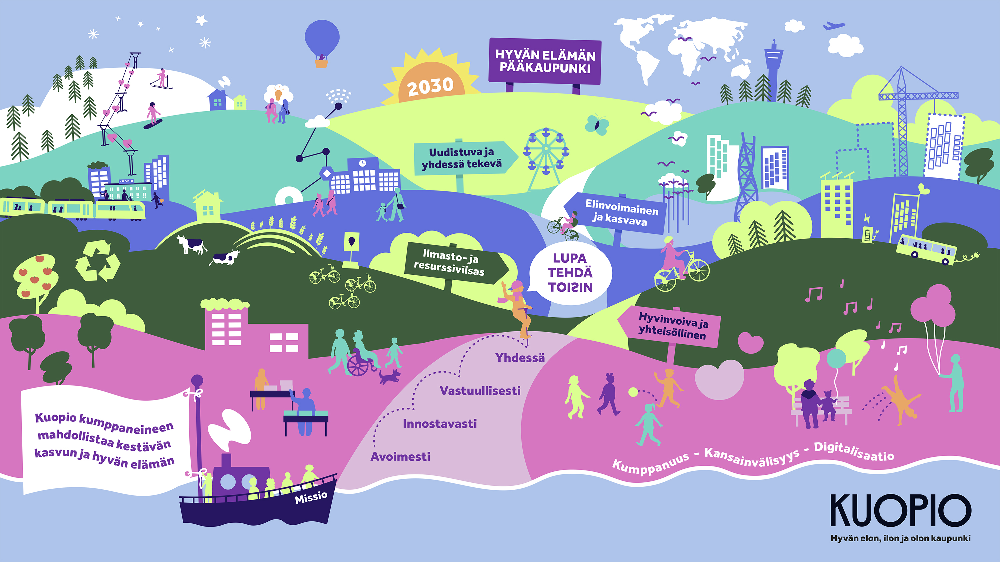 HYVÄN ELÄMÄN
PÄÄKAUPUNKI
2030
Uudistuva ja
yhdessä tekevä
KUOPIO
Elinvoimainen
ja kasvava
Ilmasto- ja
resurssiviisas
LUPA
TEHDÄ
TOISIN
Hyvinvoiva ja
yhteisöllinen
Yhdessä
Vastuullisesti
Innostavasti
Avoimesti
Kuopio kumppaneineen
mahdollistaa kestävän
kasvun ja hyvän elämän
Missio
Kumppanuus - Kansainvälisyys - Digitalisaatio
KUOPIO
Hyvän elon, ilon ja olon kaupunki